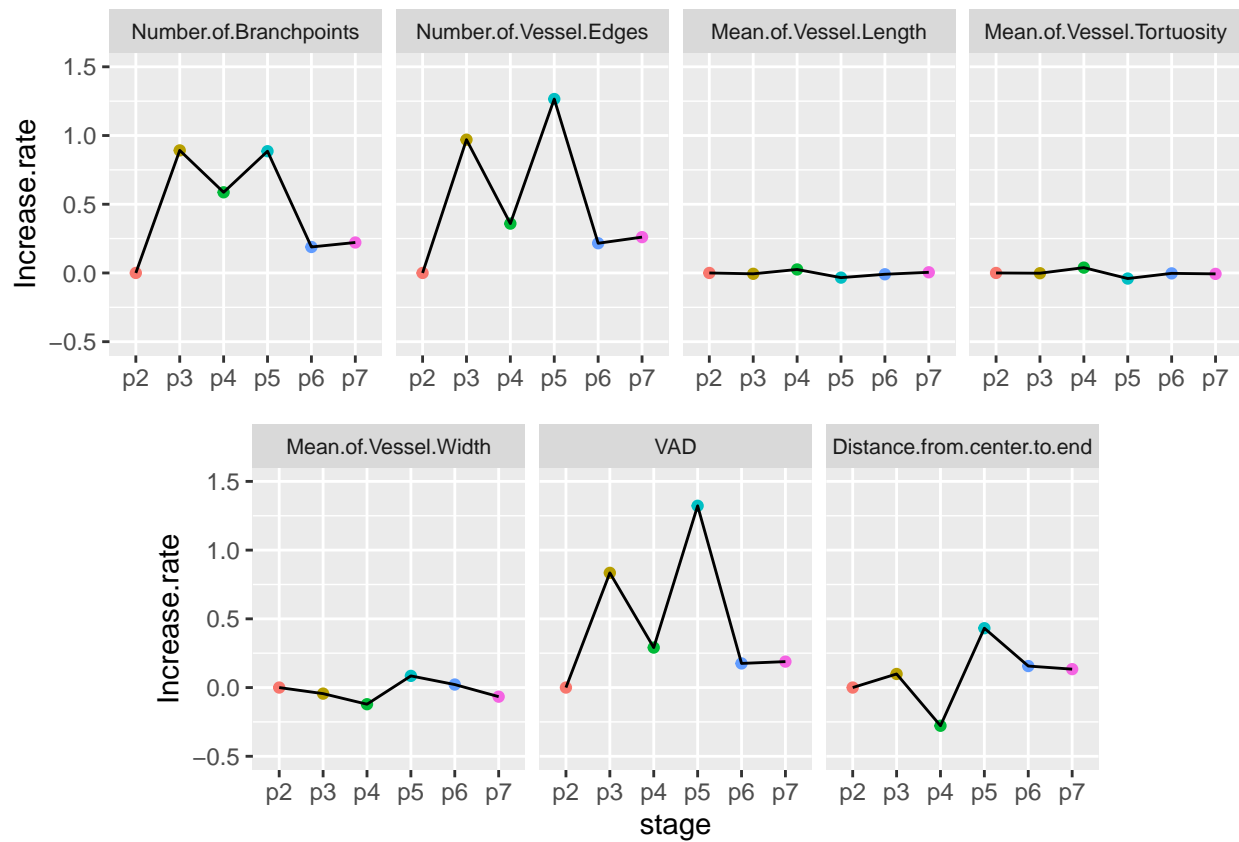 Number.of.Branchpoints Number.of.Vessel.Edges Mean.of.Vessel.Length Mean.of.Vessel.Tortuosity
Increase.rate
1.5
1.0
0.5
0.0
−0.5
p2 p3 p4 p5 p6 p7 p2 p3 p4 p5 p6 p7 p2 p3 p4 p5 p6 p7 p2 p3 p4 p5 p6 p7
Mean.of.Vessel.Width VAD Distance.from.center.to.end
Increase.rate
1.5
1.0
0.5
0.0
−0.5
p2 p3 p4 p5 p6 p7 p2 p3 p4 p5 p6 p7 p2 p3 p4 p5 p6 p7
stage